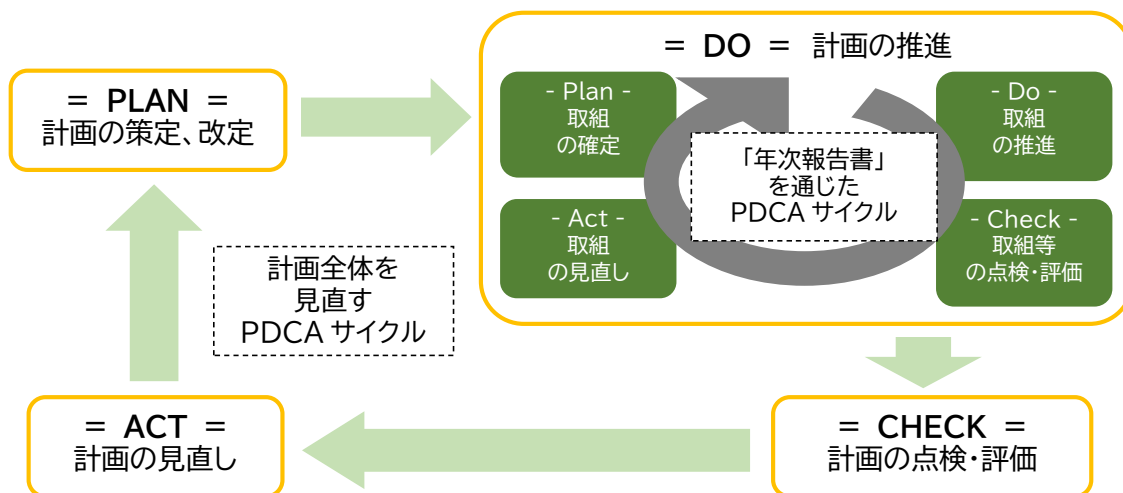 = PLAN =
計画の策定、改定
= DO = 計画の推進
- Plan -
取組
の確定
- Do -
取組
の推進
「年次報告書」
を通じた
PDCA サイクル
- Act -
取組
の見直し
- Check -
取組等
の点検・評価
計画全体を
見直す
PDCA サイクル
= ACT =
計画の見直し
= CHECK =
計画の点検・評価